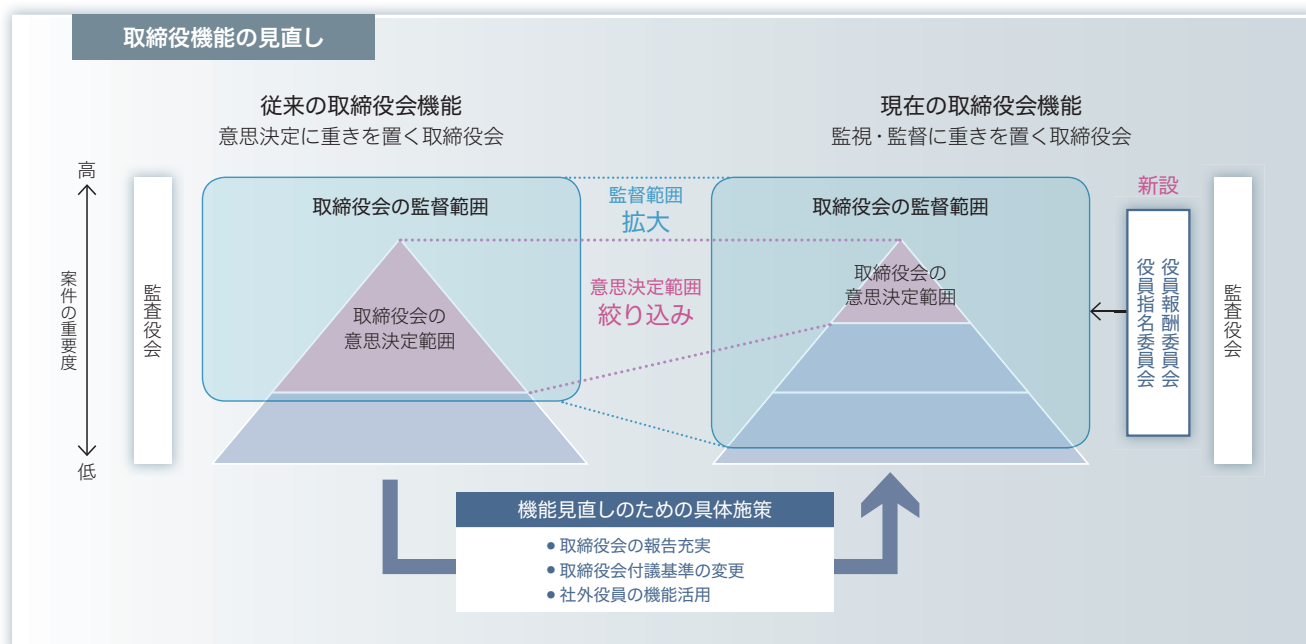 取締役機能の見直し
従来の取締役会機能
意思決定に重きを置く取締役会
現在の取締役会機能
監視・監督に重きを置く取締役会
高
案件の重要度
低
監査役会
取締役会の監督範囲
取締役会の
意思決定範囲
監督範囲
拡大
意思決定範囲
絞り込み
取締役会の監督範囲
取締役会の
意思決定範囲
新設
役員報酬委員会
役員指名委員会
監査役会
機能見直しのための具体施策
● 取締役会の報告充実
● 取締役会付議基準の変更
● 社外役員の機能活用